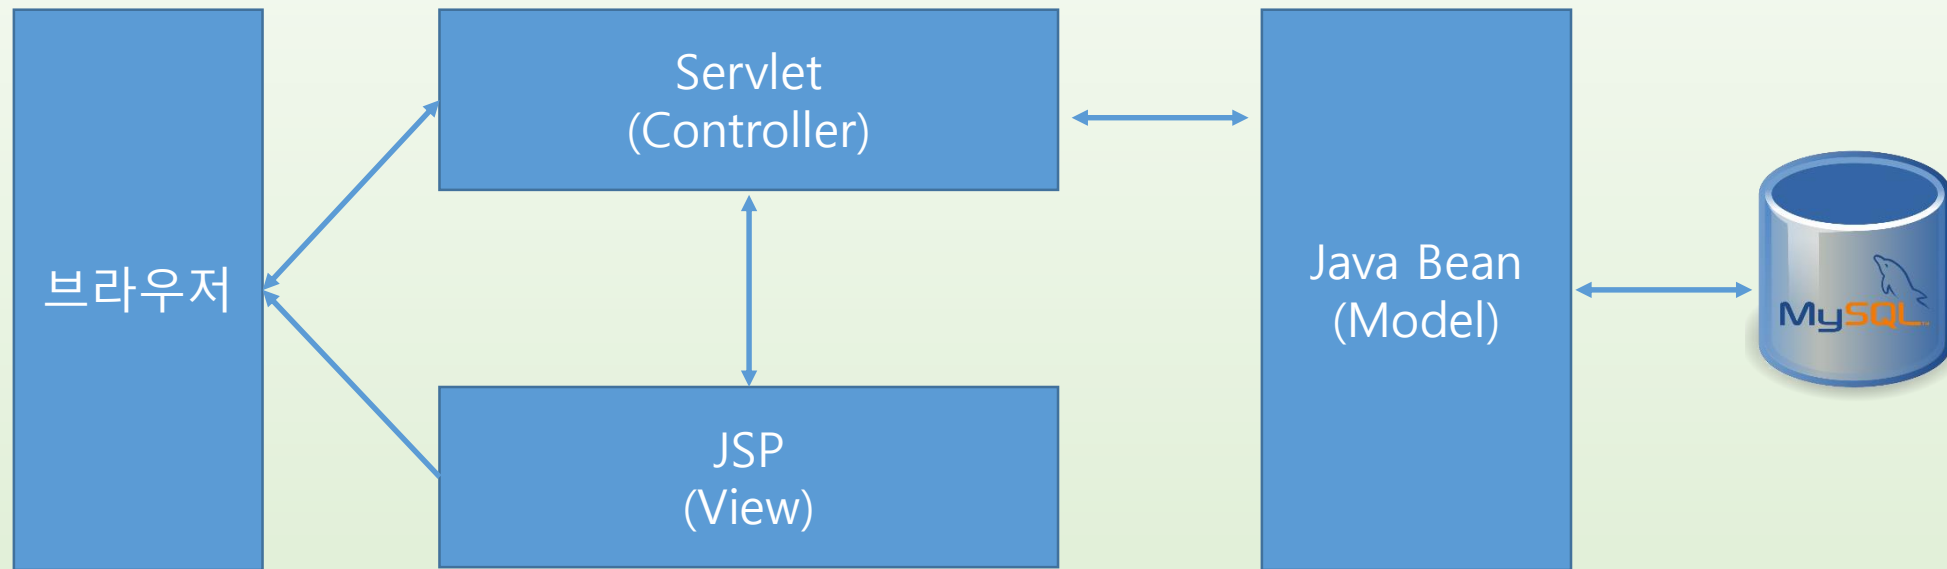 브라우저
Servlet
(Controller)
JSP
(View)
Java Bean
(Model)
MySQL